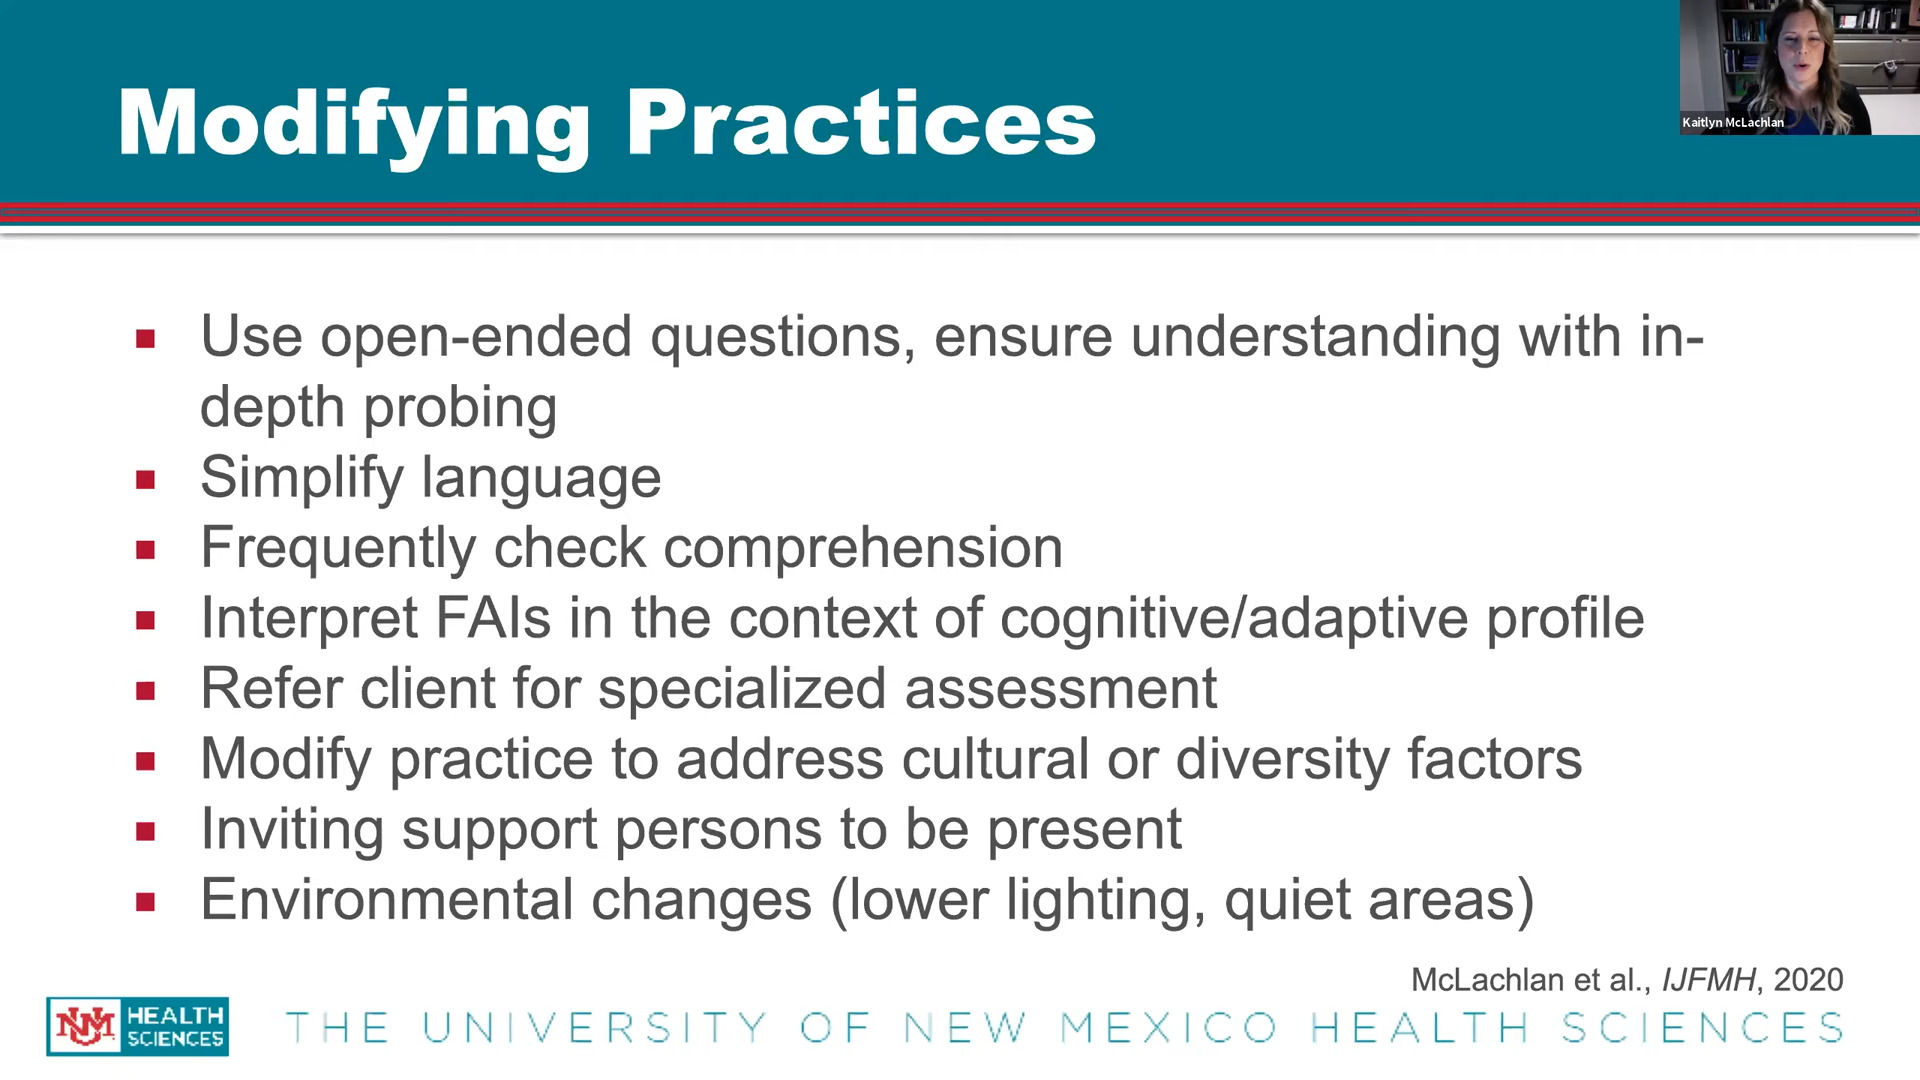 Modifying Practices
Kaitlyn McLachlan
▪ Use open-ended questions, ensure understanding with in-
depth probing
▪ Simplify language
▪ Frequently check comprehension
▪ Interpret FAIs in the context of cognitive/adaptive profile
▪ Refer client for specialized assessment
▪ Modify practice to address cultural or diversity factors
▪ Inviting support persons to be present
▪ Environmental changes (lower lighting, quiet areas)
McLachlan et al., IJFMH, 2020
UNM HEALTH
SCIENCES
THE UNIVERSITY OF NEW MEXICO HEALTH SCIENCES